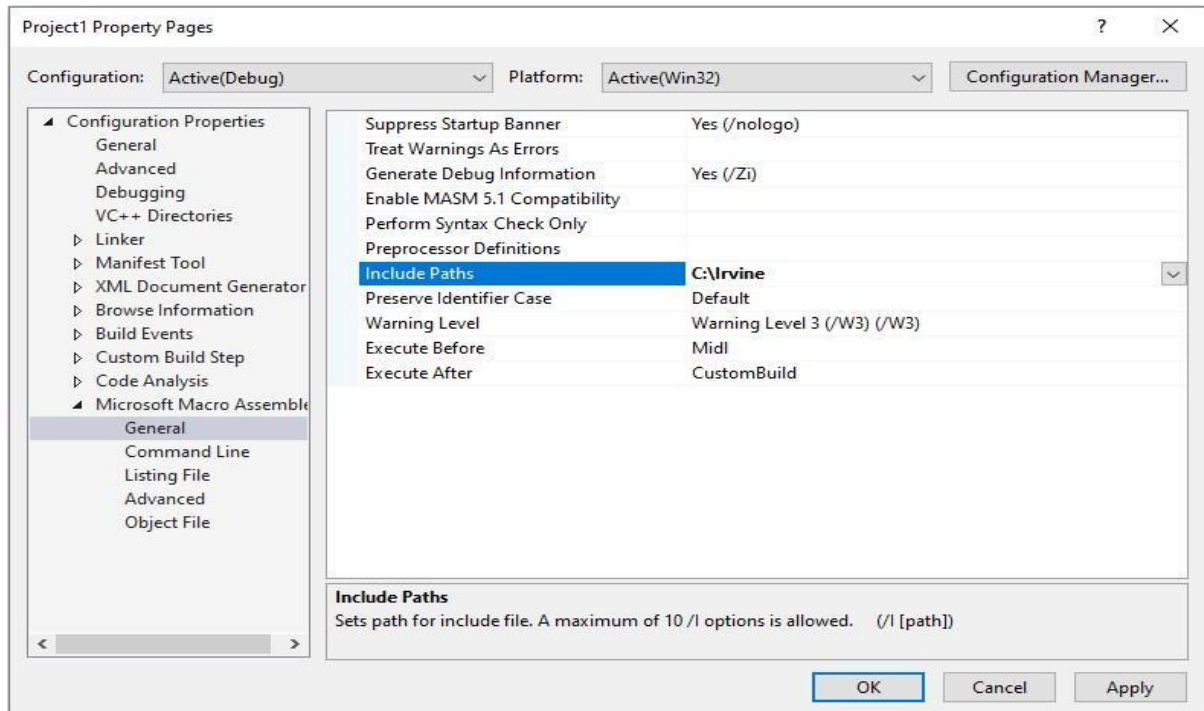 Project1 Property Pages ? ×
Configuration: Active(Debug) Platform: Active(Win32) Configuration Manager...
Configuration Properties
General
Advanced
Debugging
VC++ Directories
Linker
Manifest Tool
XML Document Generator
Browse Information
Build Events
Custom Build Step
Code Analysis
Microsoft Macro Assemble
General
Command Line
Listing File
Advanced
Object File
Suppress Startup Banner Yes (/nologo)
Treat Warnings As Errors
Generate Debug Information Yes (/Zi)
Enable MASM 5.1 Compatibility
Perform Syntax Check Only
Preprocessor Definitions
Include Paths C:\Irvine
Preserve Identifier Case Default
Warning Level Warning Level 3 (/W3) (/W3)
Execute Before Midl
Execute After CustomBuild
Include Paths
Sets path for include file. A maximum of 10 /I options is allowed. (/I [path])
OK Cancel Apply